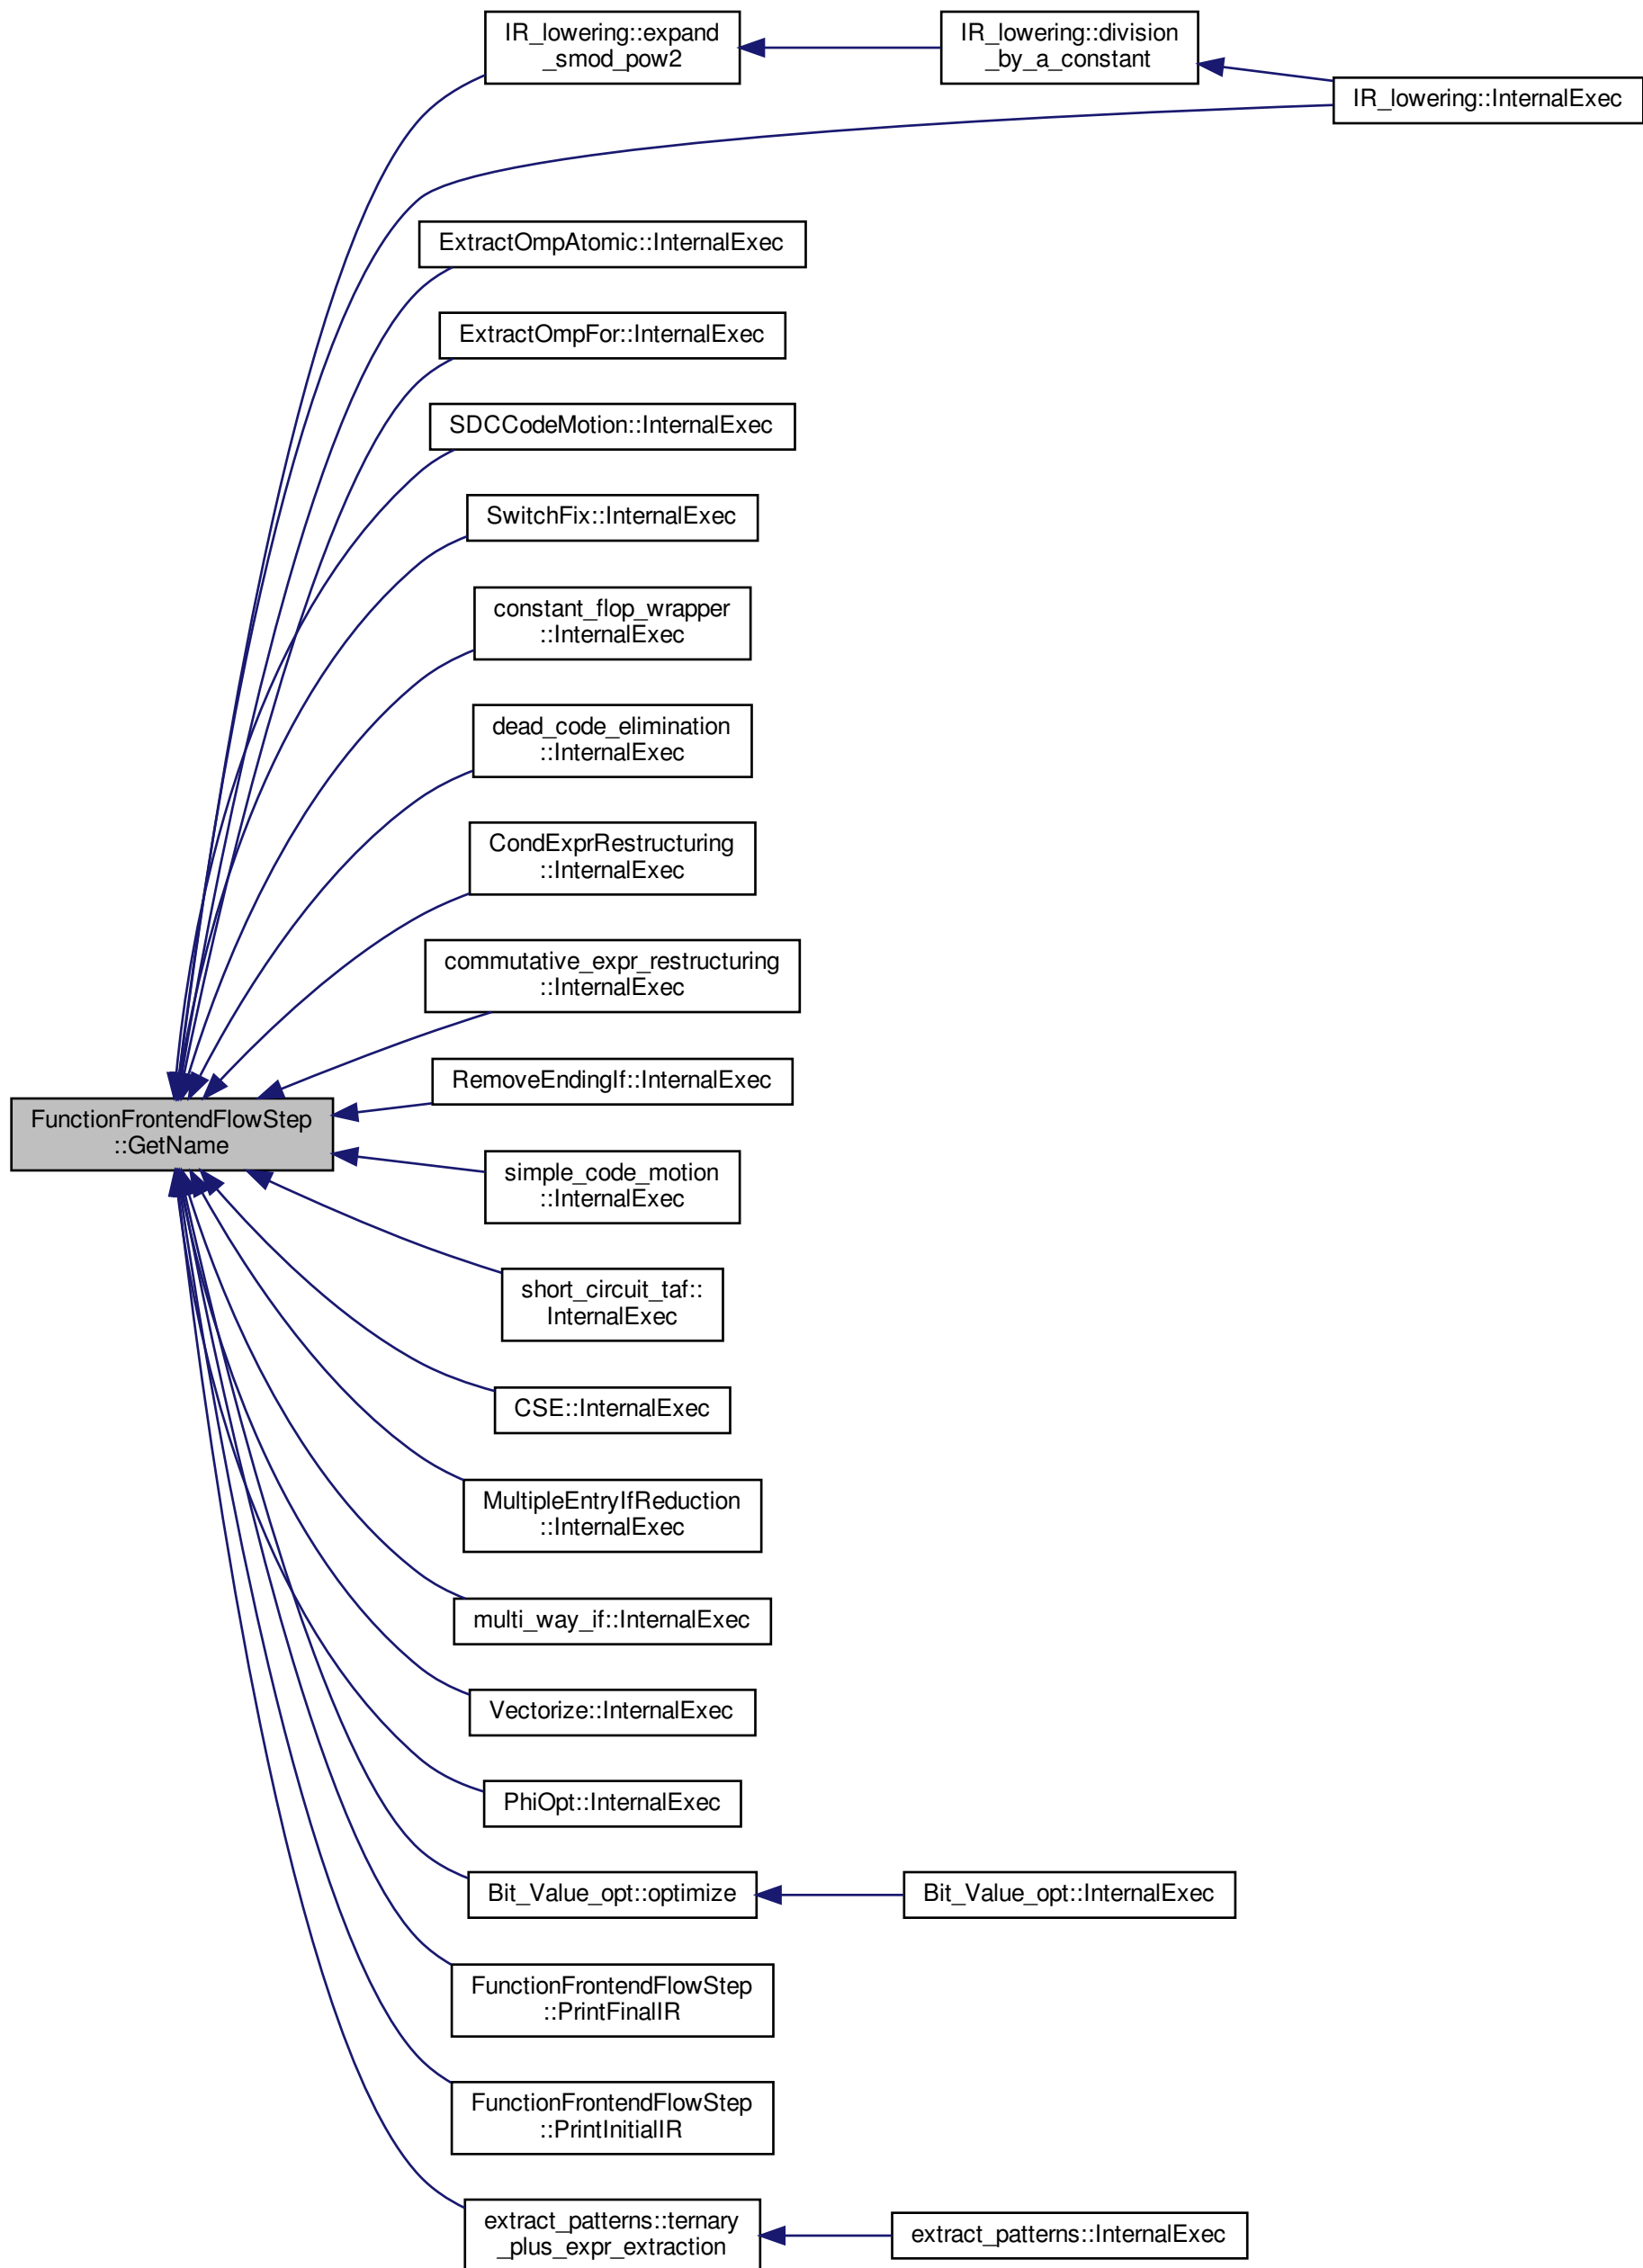 IR_lowering::expand
_smod_pow2
IR_lowering::division
_by_a_constant
IR_lowering::InternalExec
ExtractOmpAtomic::InternalExec
ExtractOmpFor::InternalExec
SDCCodeMotion::InternalExec
SwitchFix::InternalExec
constant_flop_wrapper
::InternalExec
dead_code_elimination
::InternalExec
CondExprRestructuring
::InternalExec
commutative_expr_restructuring
::InternalExec
RemoveEndingIf::InternalExec
FunctionFrontendFlowStep
::GetName
simple_code_motion
::InternalExec
short_circuit_taf::
InternalExec
CSE::InternalExec
MultipleEntryIfReduction
::InternalExec
multi_way_if::InternalExec
Vectorize::InternalExec
PhiOpt::InternalExec
Bit_Value_opt::optimize
Bit_Value_opt::InternalExec
FunctionFrontendFlowStep
::PrintFinalIR
FunctionFrontendFlowStep
::PrintInitialIR
extract_patterns::ternary
_plus_expr_extraction
extract_patterns::InternalExec